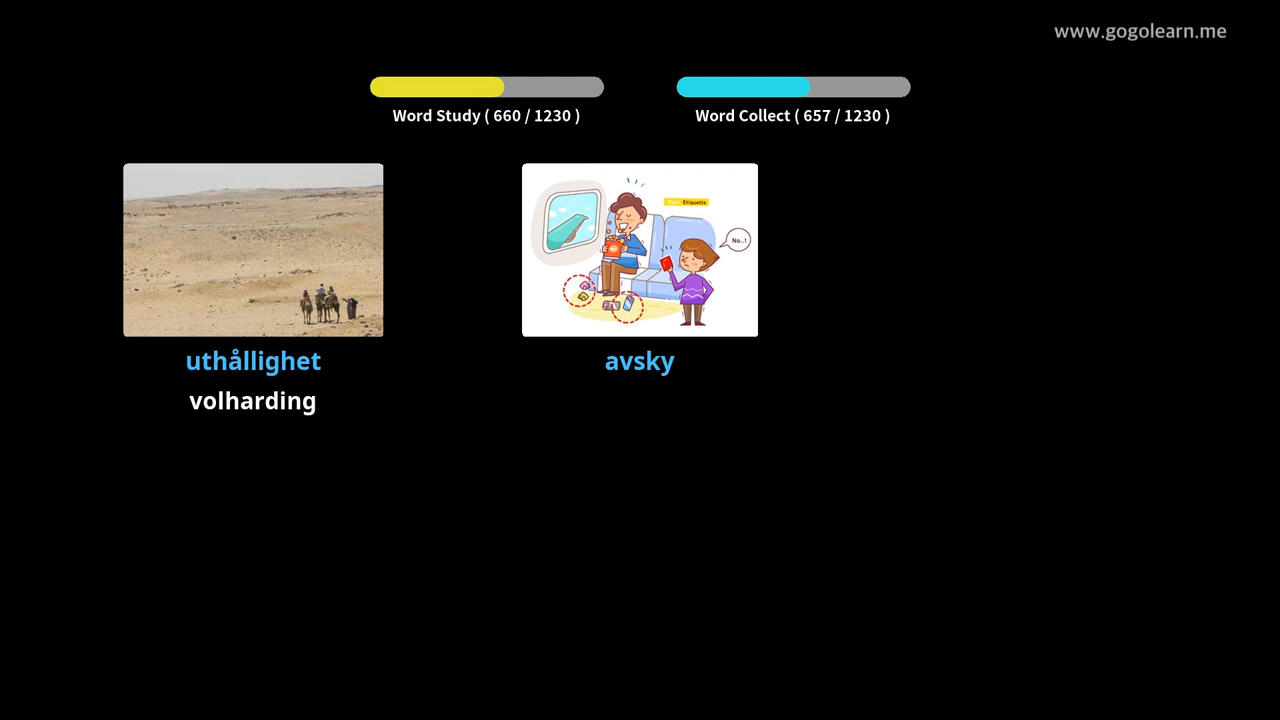 www.gogolearn.me
Word Study ( 660 / 1230 )
Word Collect ( 657 / 1230 )
Etiquette
No..!
uthållighet
avsky
volharding